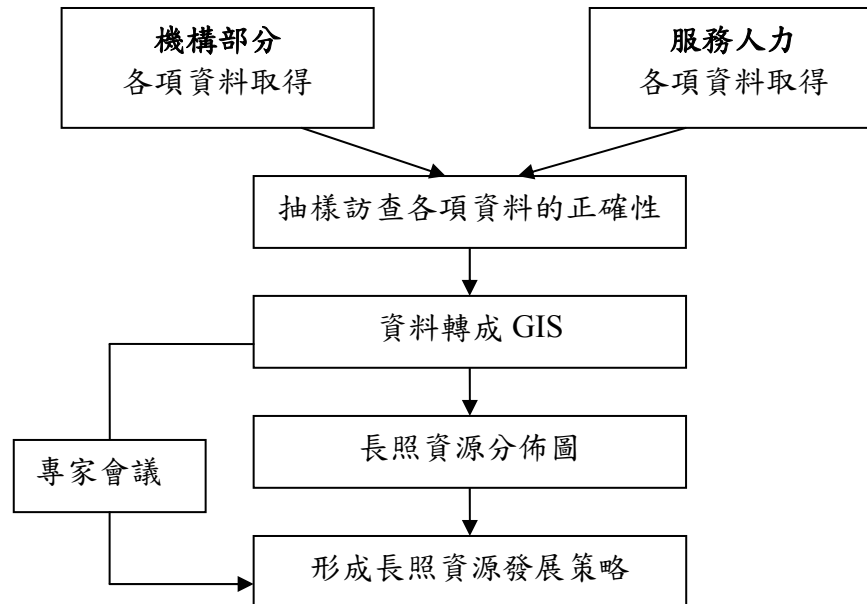 機構部分
各項資料取得
服務人力
各項資料取得
抽樣訪查各項資料的正確性
資料轉成 GIS
長照資源分佈圖
專家會議
形成長照資源發展策略